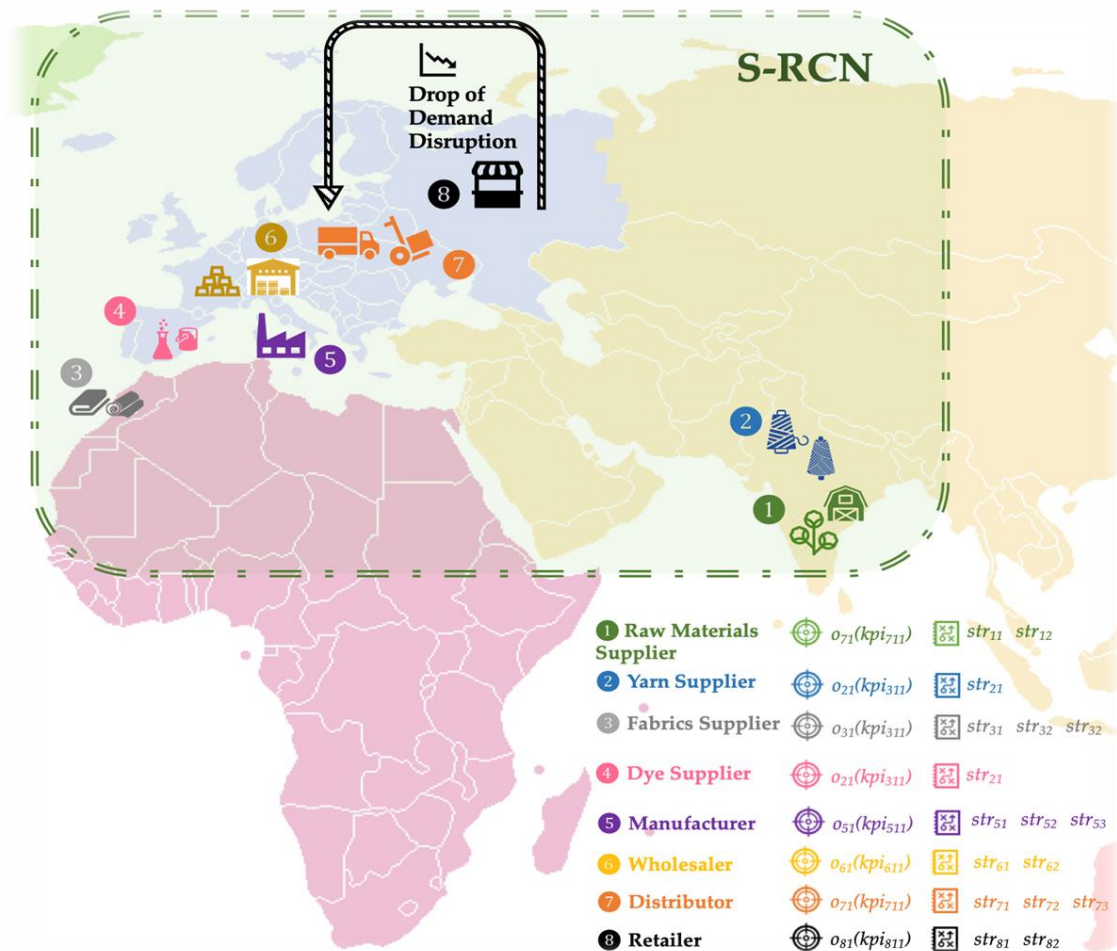 S-RCN
Drop of
Demand
Disruption
8
6
7
4
5
3
2
1
1 Raw Materials
Supplier
o71(kpi711) str11 str12
2 Yarn Supplier o21(kpi311) str21
3 Fabrics Supplier o31(kpi311) str31 str32 str32
4 Dye Supplier o21(kpi311) str21
5 Manufacturer o51(kpi511) str51 str52 str53
6 Wholesaler o61(kpi611) str61 str62
7 Distributor o71(kpi711) str71 str72 str73
8 Retailer o81(kpi811) str81 str82